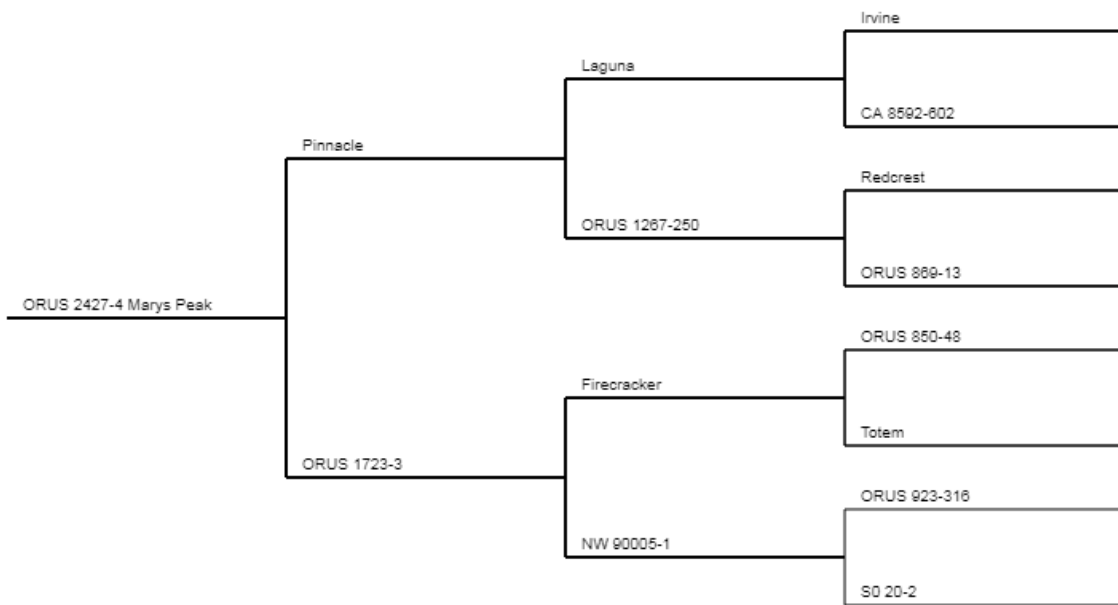 Irvine
Laguna
CA 8592-602
Pinnacle
Redcrest
ORUS 1267-250
ORUS 869-13
ORUS 2427-4 Marys Peak
ORUS 850-48
Firecracker
Totem
ORUS 1723-3
ORUS 923-316
NW 90005-1
S0 20-2